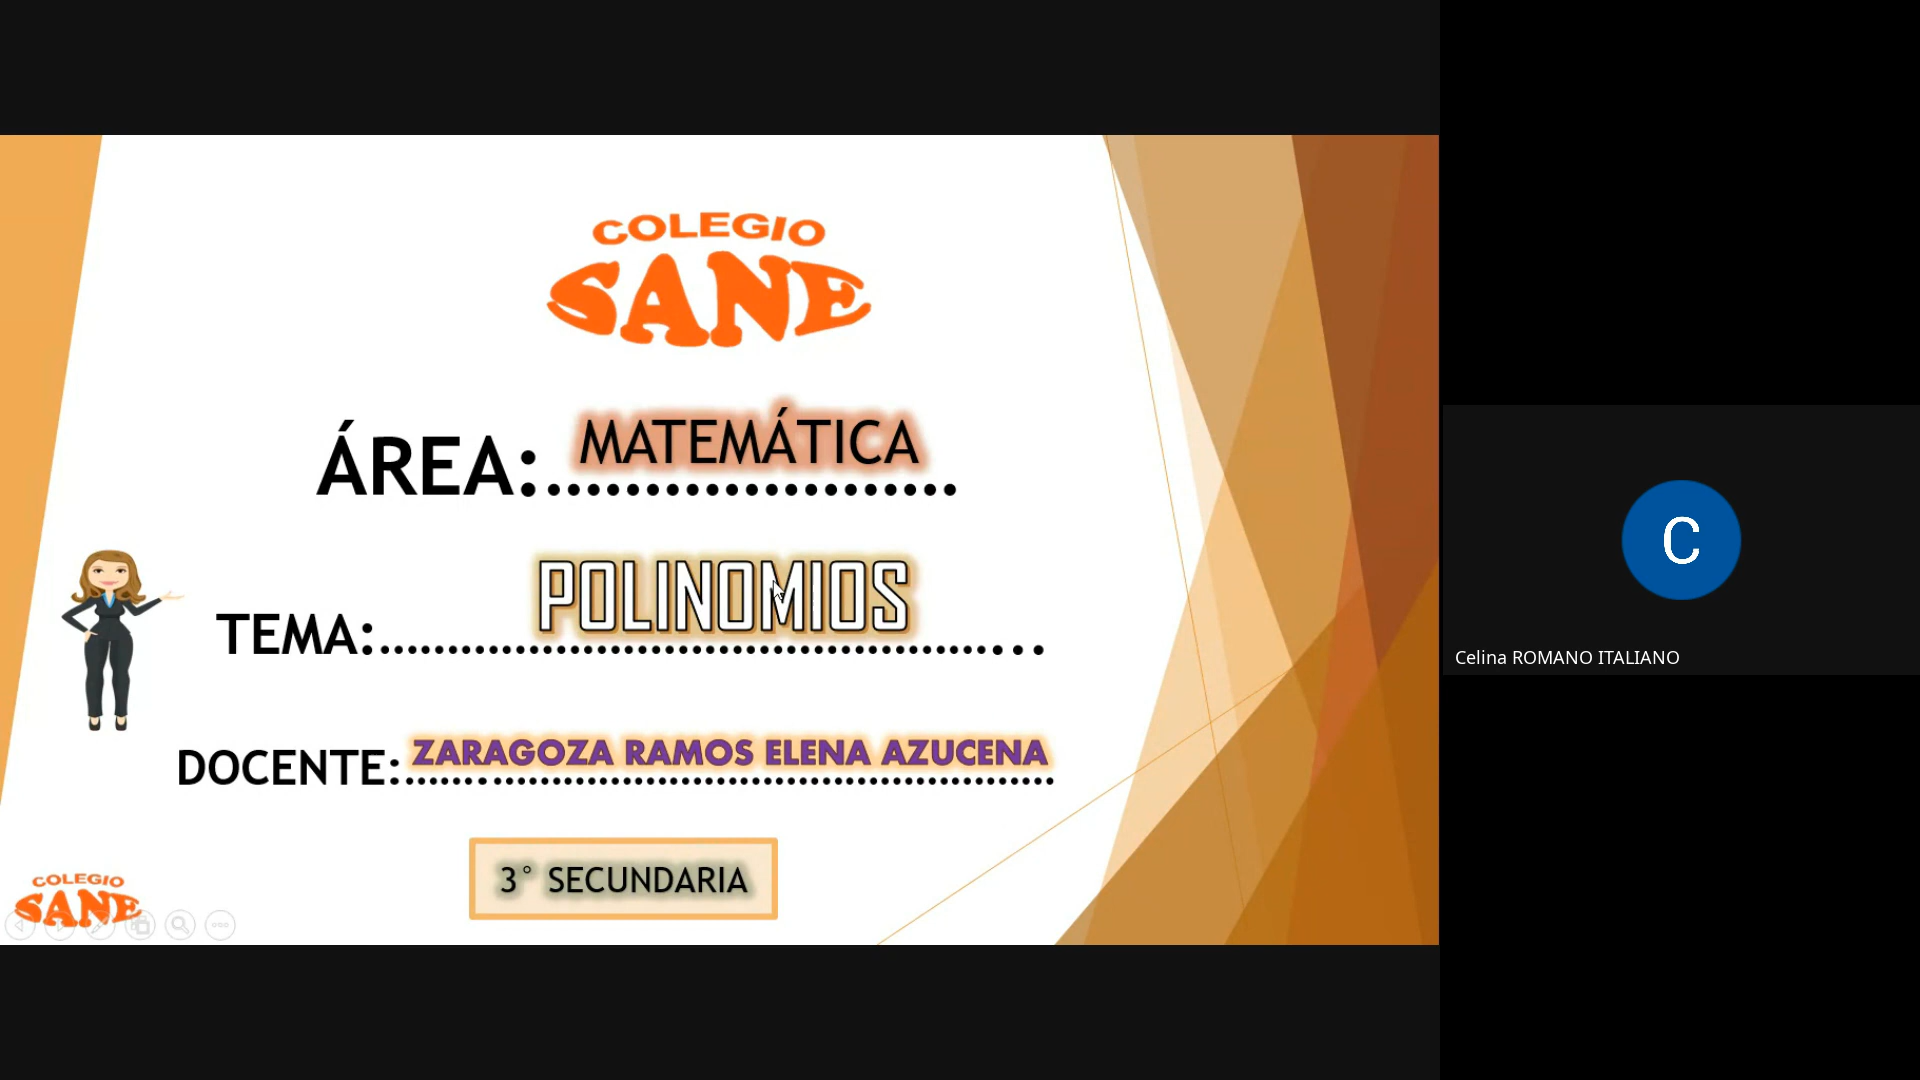 COLEGIO
SANE
ÁREA:.....................
MATEMÁTICA
POLINOMIOS
TEMA:................................................…
ZARAGOZA RAMOS ELENA AZUCENA
DOCENTE:....................................................
3° SECUNDARIA
COLEGIO
SANE
C
Celina ROMANO ITALIANO